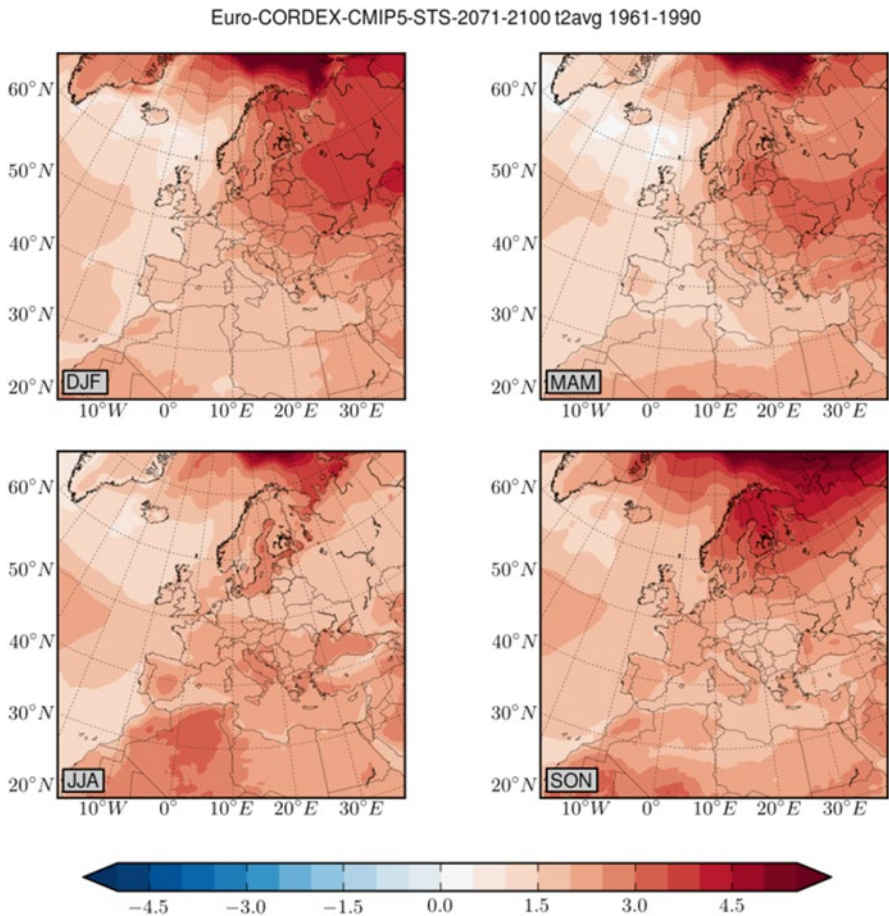 Euro-CORDEX-CMIP5-STS-2071-2100 t2avg 1961-1990
60°N
50°N
40°N
30°N
20°N
DJF
10°W 0° 10°E 20°E 30°E
60°N
50°N
40°N
30°N
20°N
MAM
10°W 0° 10°E 20°E 30°E
60°N
50°N
40°N
30°N
20°N
JJA
10°W 0° 10°E 20°E 30°E
60°N
50°N
40°N
30°N
20°N
SON
10°W 0° 10°E 20°E 30°E
−4.5 −3.0 −1.5 0.0 1.5 3.0 4.5